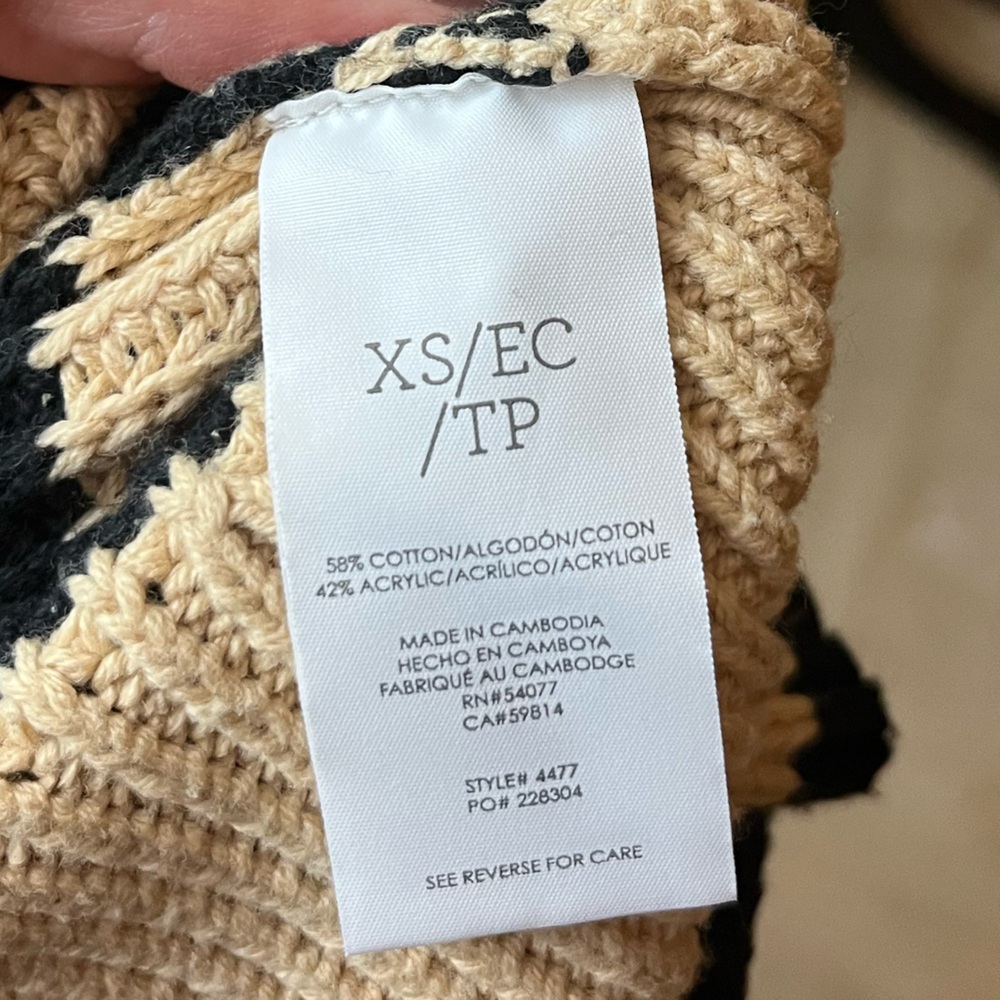 XS/EC
/TP
58% COTTON/ALGODÓN/COTON
42% ACRYLIC/ACRÍLICO/ACRYLIQUE
MADE IN CAMBODIA
HECHO EN CAMBOYA
FABRIQUÉ AU CAMBODGE
RN#54077
CA#59814
STYLE# 4477
PO# 228304
SEE REVERSE FOR CARE